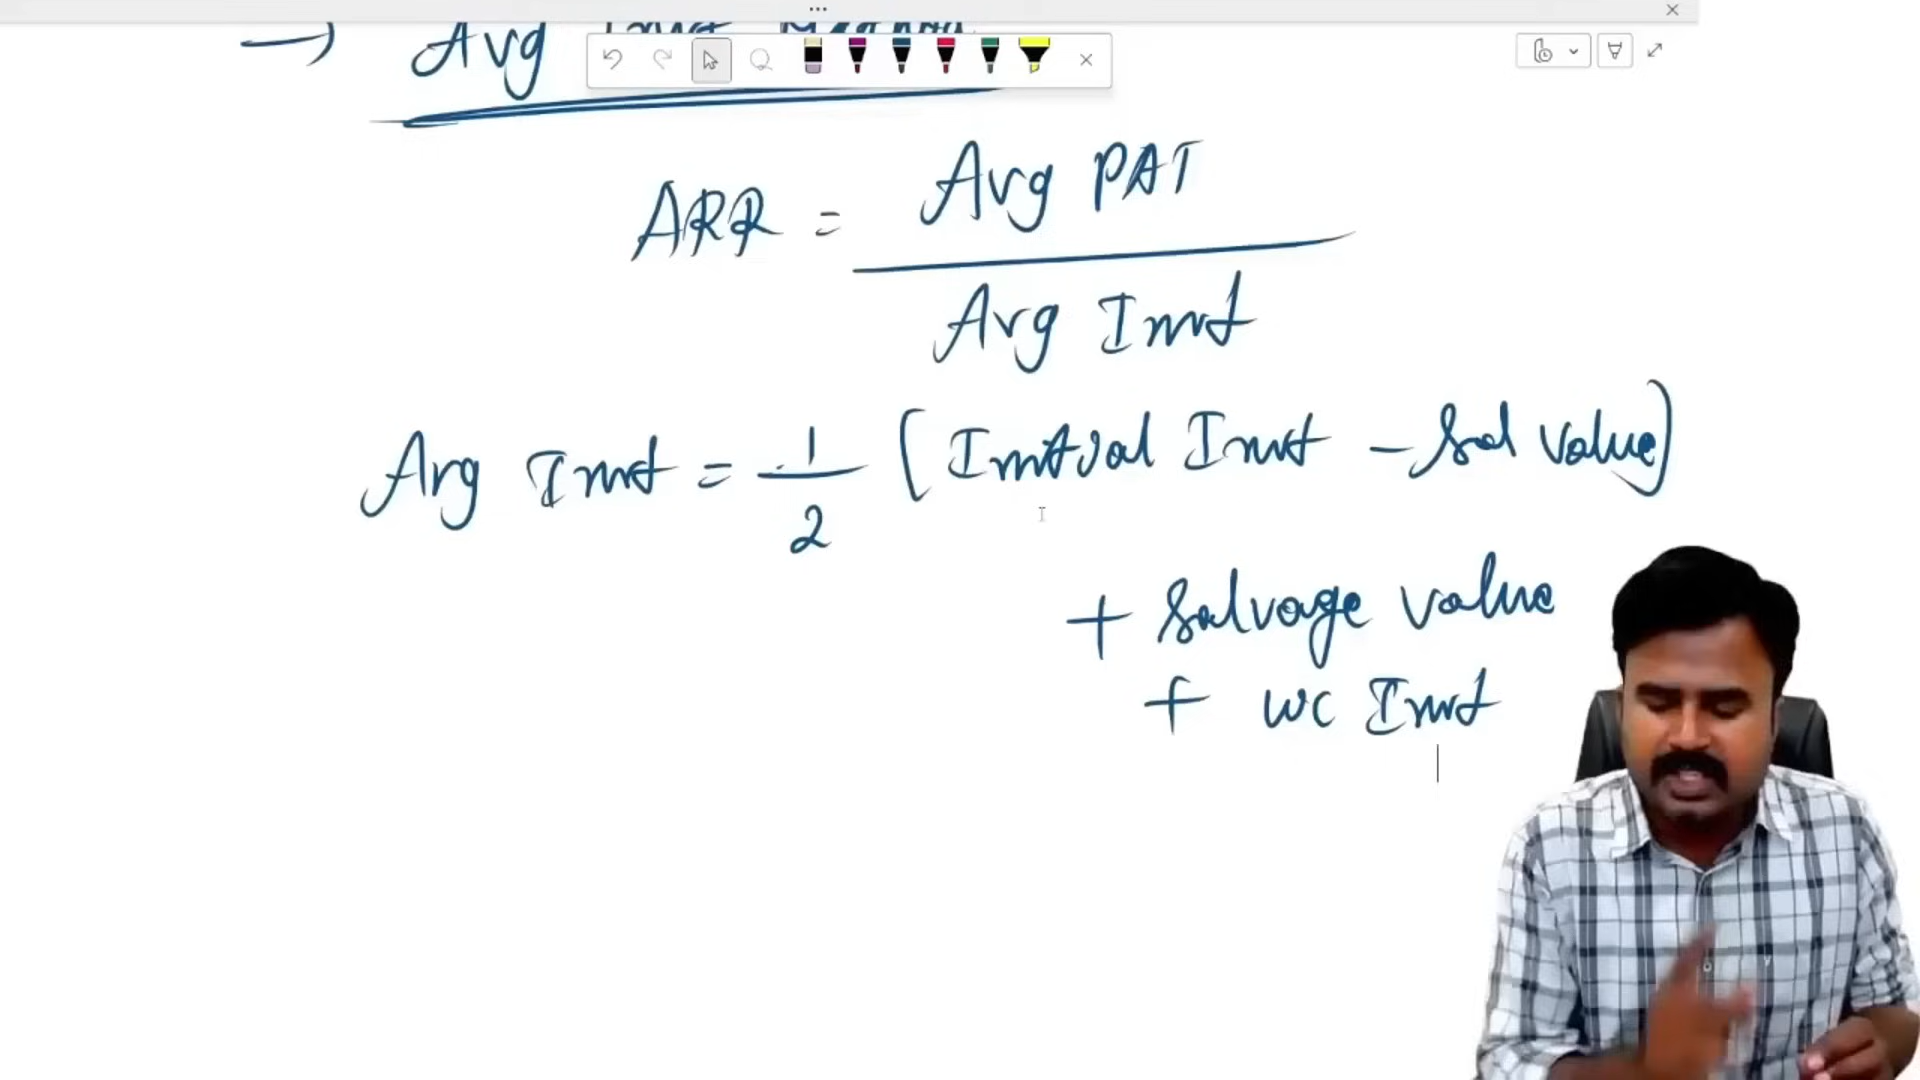 → Avg
ARR = Avg PAT
Avg Invt
Avg Invt = 1/2 [Initial Invt - Sal value]
+ Salvage value
+ WC Invt